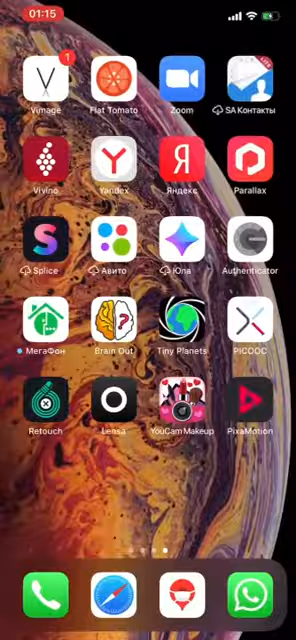 01:15
1
Vimage
Flat Tomato
Zoom
LITE
SA Контакты
Vivino
Yandex
Яндекс
Parallax
Splice
Авито
Юла
Authenticator
МегаФон
Brain Out
Tiny Planets
PICOOC
Retouch
Lensa
YouCam Makeup
PixaMotion